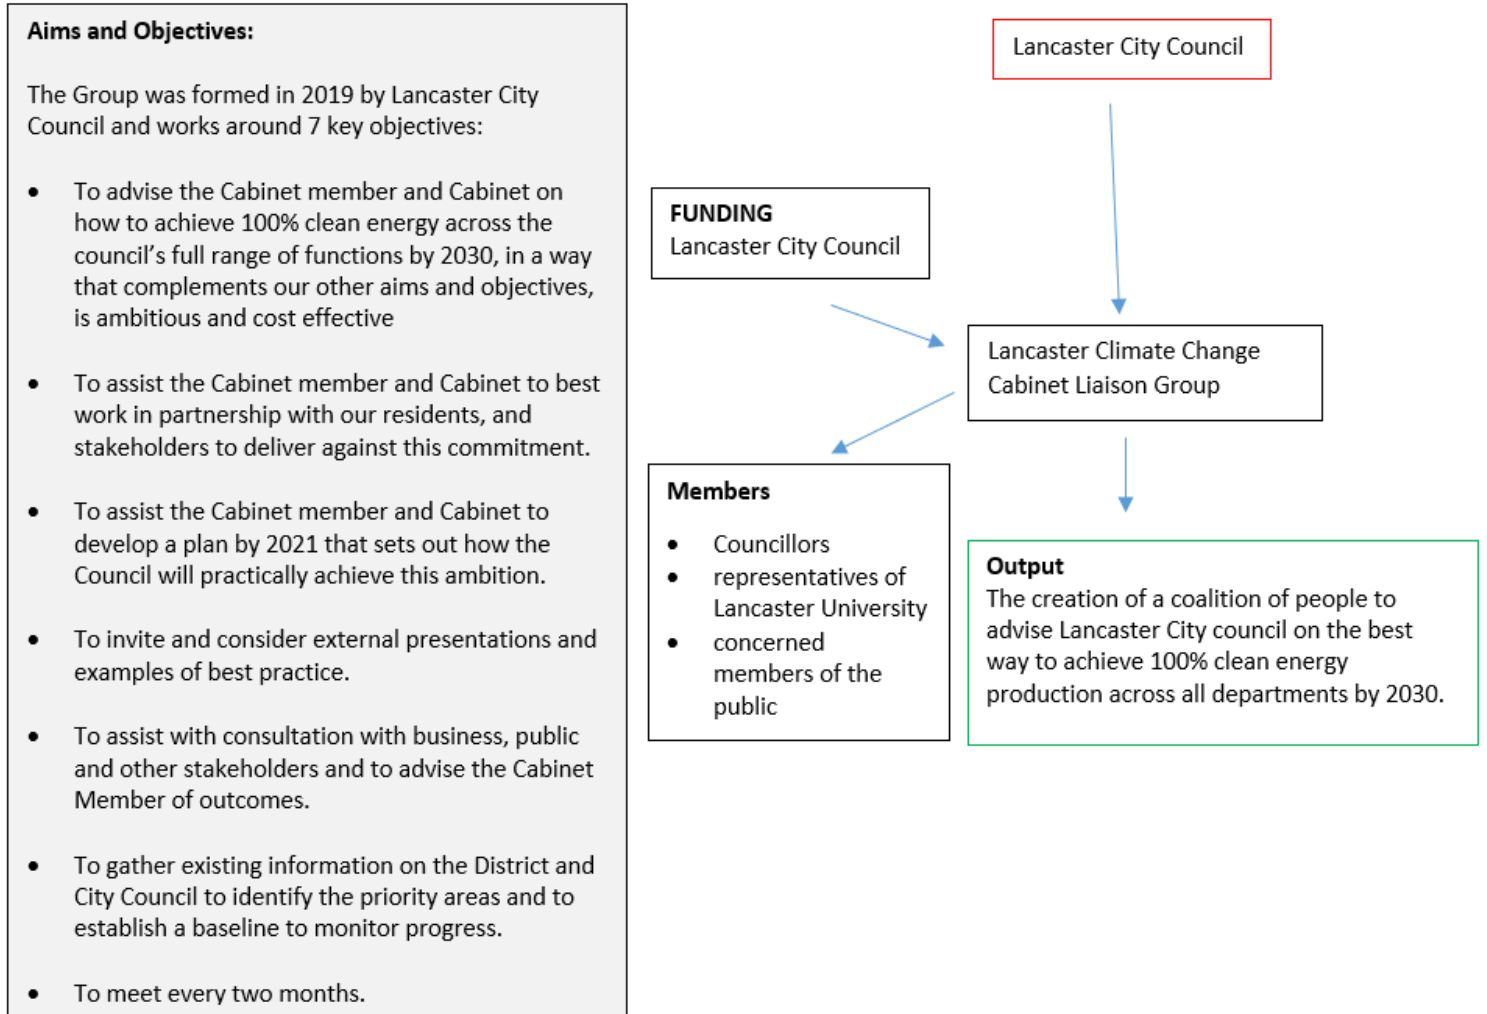 Aims and Objectives:
The Group was formed in 2019 by Lancaster City
Council and works around 7 key objectives:
• To advise the Cabinet member and Cabinet on
how to achieve 100% clean energy across the
council’s full range of functions by 2030, in a way
that complements our other aims and objectives,
is ambitious and cost effective
• To assist the Cabinet member and Cabinet to best
work in partnership with our residents, and
stakeholders to deliver against this commitment.
• To assist the Cabinet member and Cabinet to
develop a plan by 2021 that sets out how the
Council will practically achieve this ambition.
• To invite and consider external presentations and
examples of best practice.
• To assist with consultation with business, public
and other stakeholders and to advise the Cabinet
Member of outcomes.
• To gather existing information on the District and
City Council to identify the priority areas and to
establish a baseline to monitor progress.
• To meet every two months.
Lancaster City Council
FUNDING
Lancaster City Council
Lancaster Climate Change
Cabinet Liaison Group
Members
• Councillors
• representatives of
Lancaster University
• concerned
members of the
public
Output
The creation of a coalition of people to
advise Lancaster City council on the best
way to achieve 100% clean energy
production across all departments by 2030.